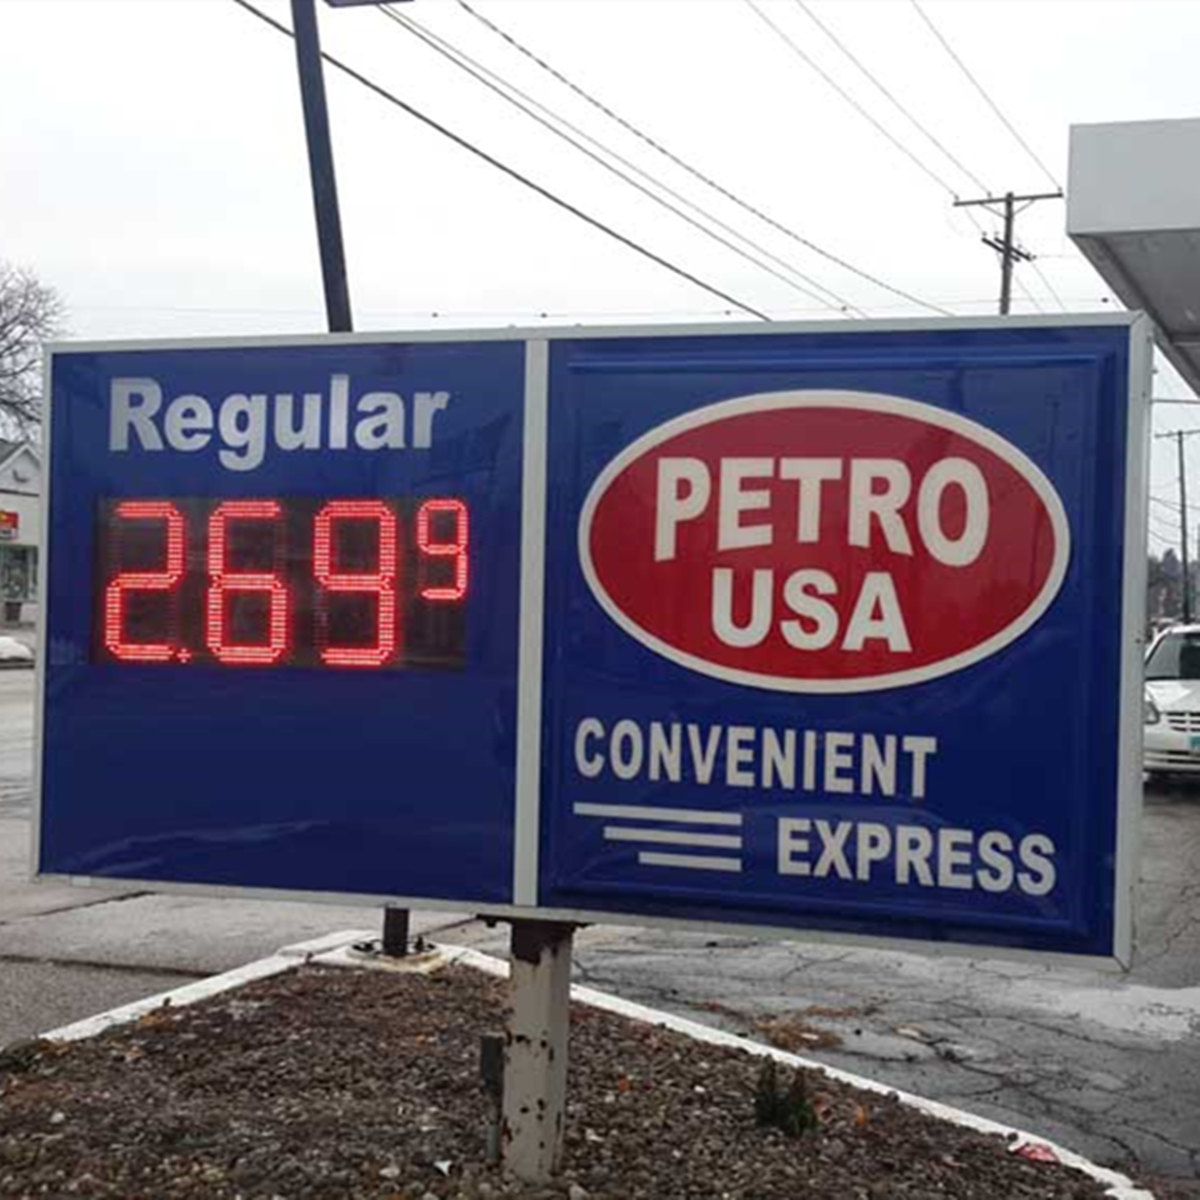 Regular
2.69 9
PETRO
USA
CONVENIENT
EXPRESS